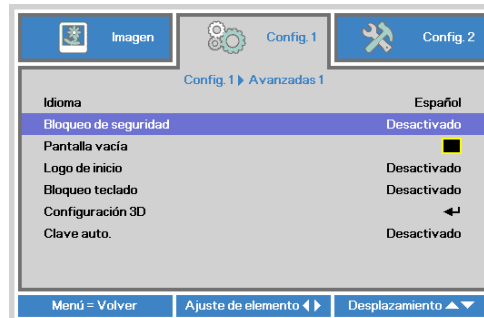 Imagen Config. 1 Config. 2
Config. 1 Avanzadas 1
Idioma Español
Bloqueo de seguridad Desactivado
Pantalla vacía
Logo de inicio Desactivado
Bloqueo teclado Desactivado
Configuración 3D
Clave auto. Desactivado
Menú = Volver Ajuste de elemento Desplazamiento